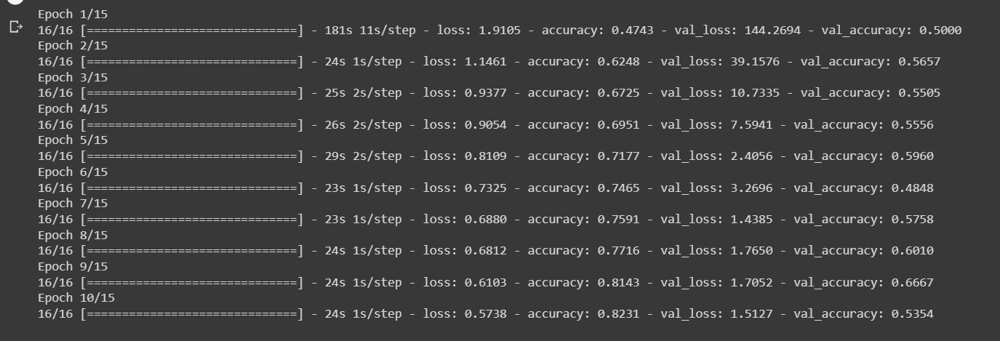 Epoch 1/15
16/16 [==============================] - 181s 11s/step - loss: 1.9105 - accuracy: 0.4743 - val_loss: 144.2694 - val_accuracy: 0.5000
Epoch 2/15
16/16 [==============================] - 24s 1s/step - loss: 1.1461 - accuracy: 0.6248 - val_loss: 39.1576 - val_accuracy: 0.5657
Epoch 3/15
16/16 [==============================] - 25s 2s/step - loss: 0.9377 - accuracy: 0.6725 - val_loss: 10.7335 - val_accuracy: 0.5505
Epoch 4/15
16/16 [==============================] - 26s 2s/step - loss: 0.9054 - accuracy: 0.6951 - val_loss: 7.5941 - val_accuracy: 0.5556
Epoch 5/15
16/16 [==============================] - 29s 2s/step - loss: 0.8109 - accuracy: 0.7177 - val_loss: 2.4056 - val_accuracy: 0.5960
Epoch 6/15
16/16 [==============================] - 23s 1s/step - loss: 0.7325 - accuracy: 0.7465 - val_loss: 3.2696 - val_accuracy: 0.4848
Epoch 7/15
16/16 [==============================] - 23s 1s/step - loss: 0.6880 - accuracy: 0.7591 - val_loss: 1.4385 - val_accuracy: 0.5758
Epoch 8/15
16/16 [==============================] - 24s 1s/step - loss: 0.6812 - accuracy: 0.7716 - val_loss: 1.7650 - val_accuracy: 0.6010
Epoch 9/15
16/16 [==============================] - 24s 1s/step - loss: 0.6103 - accuracy: 0.8143 - val_loss: 1.7052 - val_accuracy: 0.6667
Epoch 10/15
16/16 [==============================] - 24s 1s/step - loss: 0.5738 - accuracy: 0.8231 - val_loss: 1.5127 - val_accuracy: 0.5354